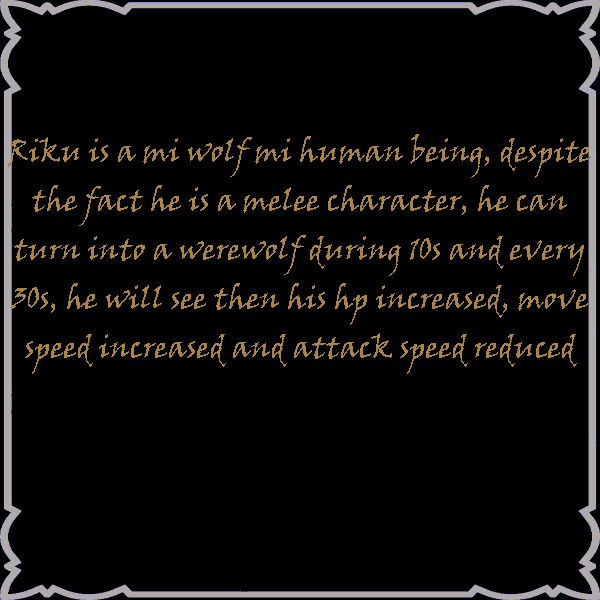 Riku is a mi wolf mi human being, despite
the fact he is a melee character, he can
turn into a werewolf during 10s and every
30s, he will see then his hp increased, move
speed increased and attack speed reduced